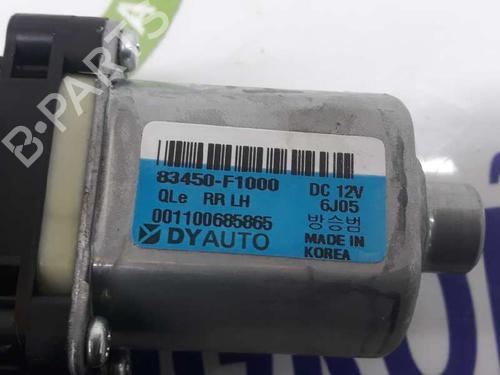 B-PARTS
83450-F1000 DC 12V
QLe RR LH 6J05
001100685865 방승범
DYAUTO MADE IN
KOREA